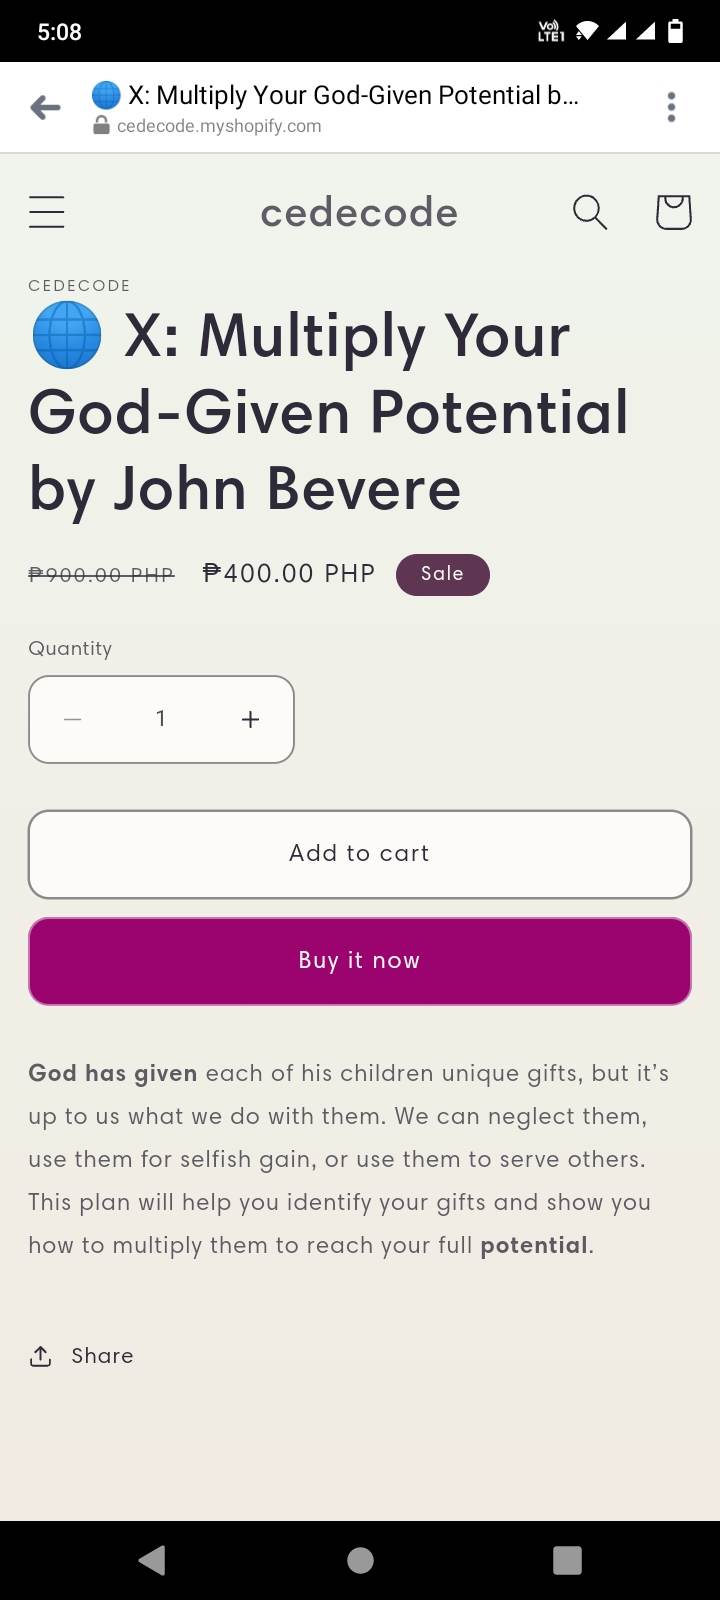 5:08
Vo)) LTE1
X: Multiply Your God-Given Potential b...
cedecode.myshopify.com
cedecode
CEDECODE
🌐 X: Multiply Your
God-Given Potential
by John Bevere
₱900.00 PHP ₱400.00 PHP Sale
Quantity
− 1 +
Add to cart
Buy it now
God has given each of his children unique gifts, but it's
up to us what we do with them. We can neglect them,
use them for selfish gain, or use them to serve others.
This plan will help you identify your gifts and show you
how to multiply them to reach your full potential.
Share